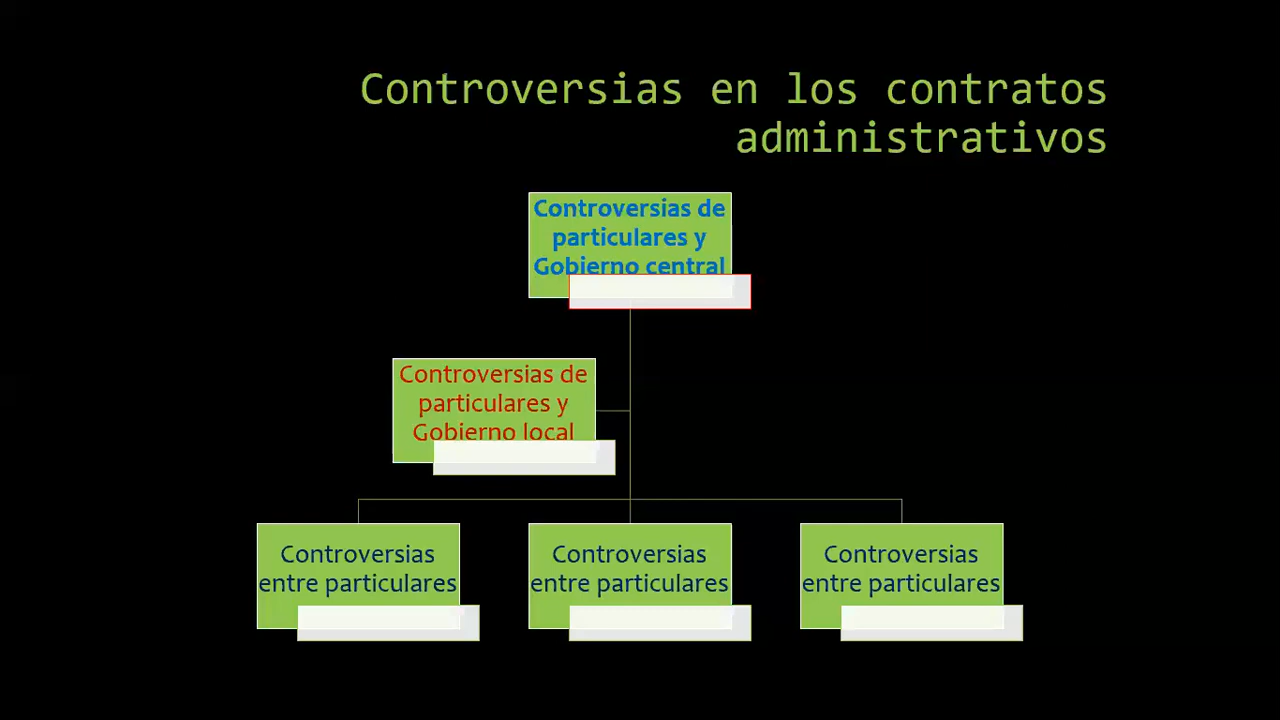 Controversias en los contratos
administrativos
Controversias de
particulares y
Gobierno central
Controversias de
particulares y
Gobierno local
Controversias
entre particulares
Controversias
entre particulares
Controversias
entre particulares